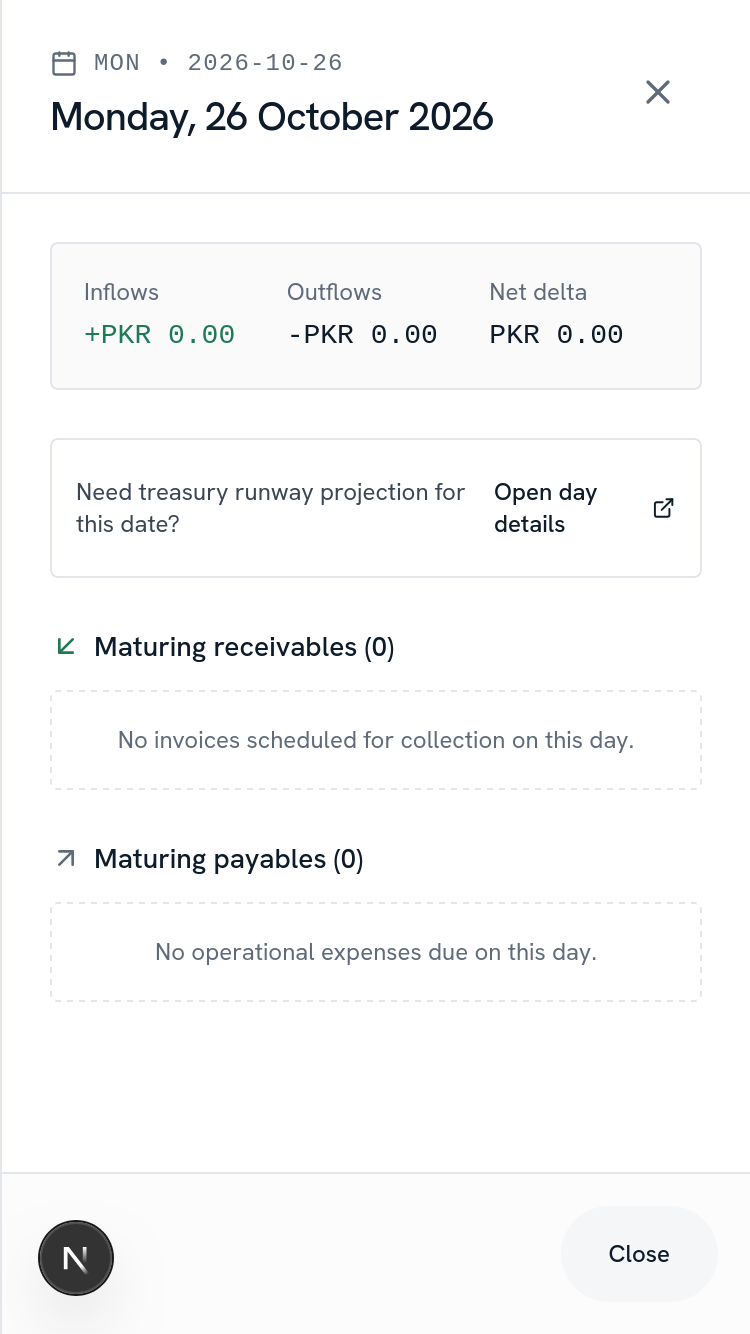 MON • 2026-10-26
Monday, 26 October 2026
Inflows
+PKR 0.00
Outflows
-PKR 0.00
Net delta
PKR 0.00
Need treasury runway projection for
this date?
Open day
details
Maturing receivables (0)
No invoices scheduled for collection on this day.
Maturing payables (0)
No operational expenses due on this day.
N
Close